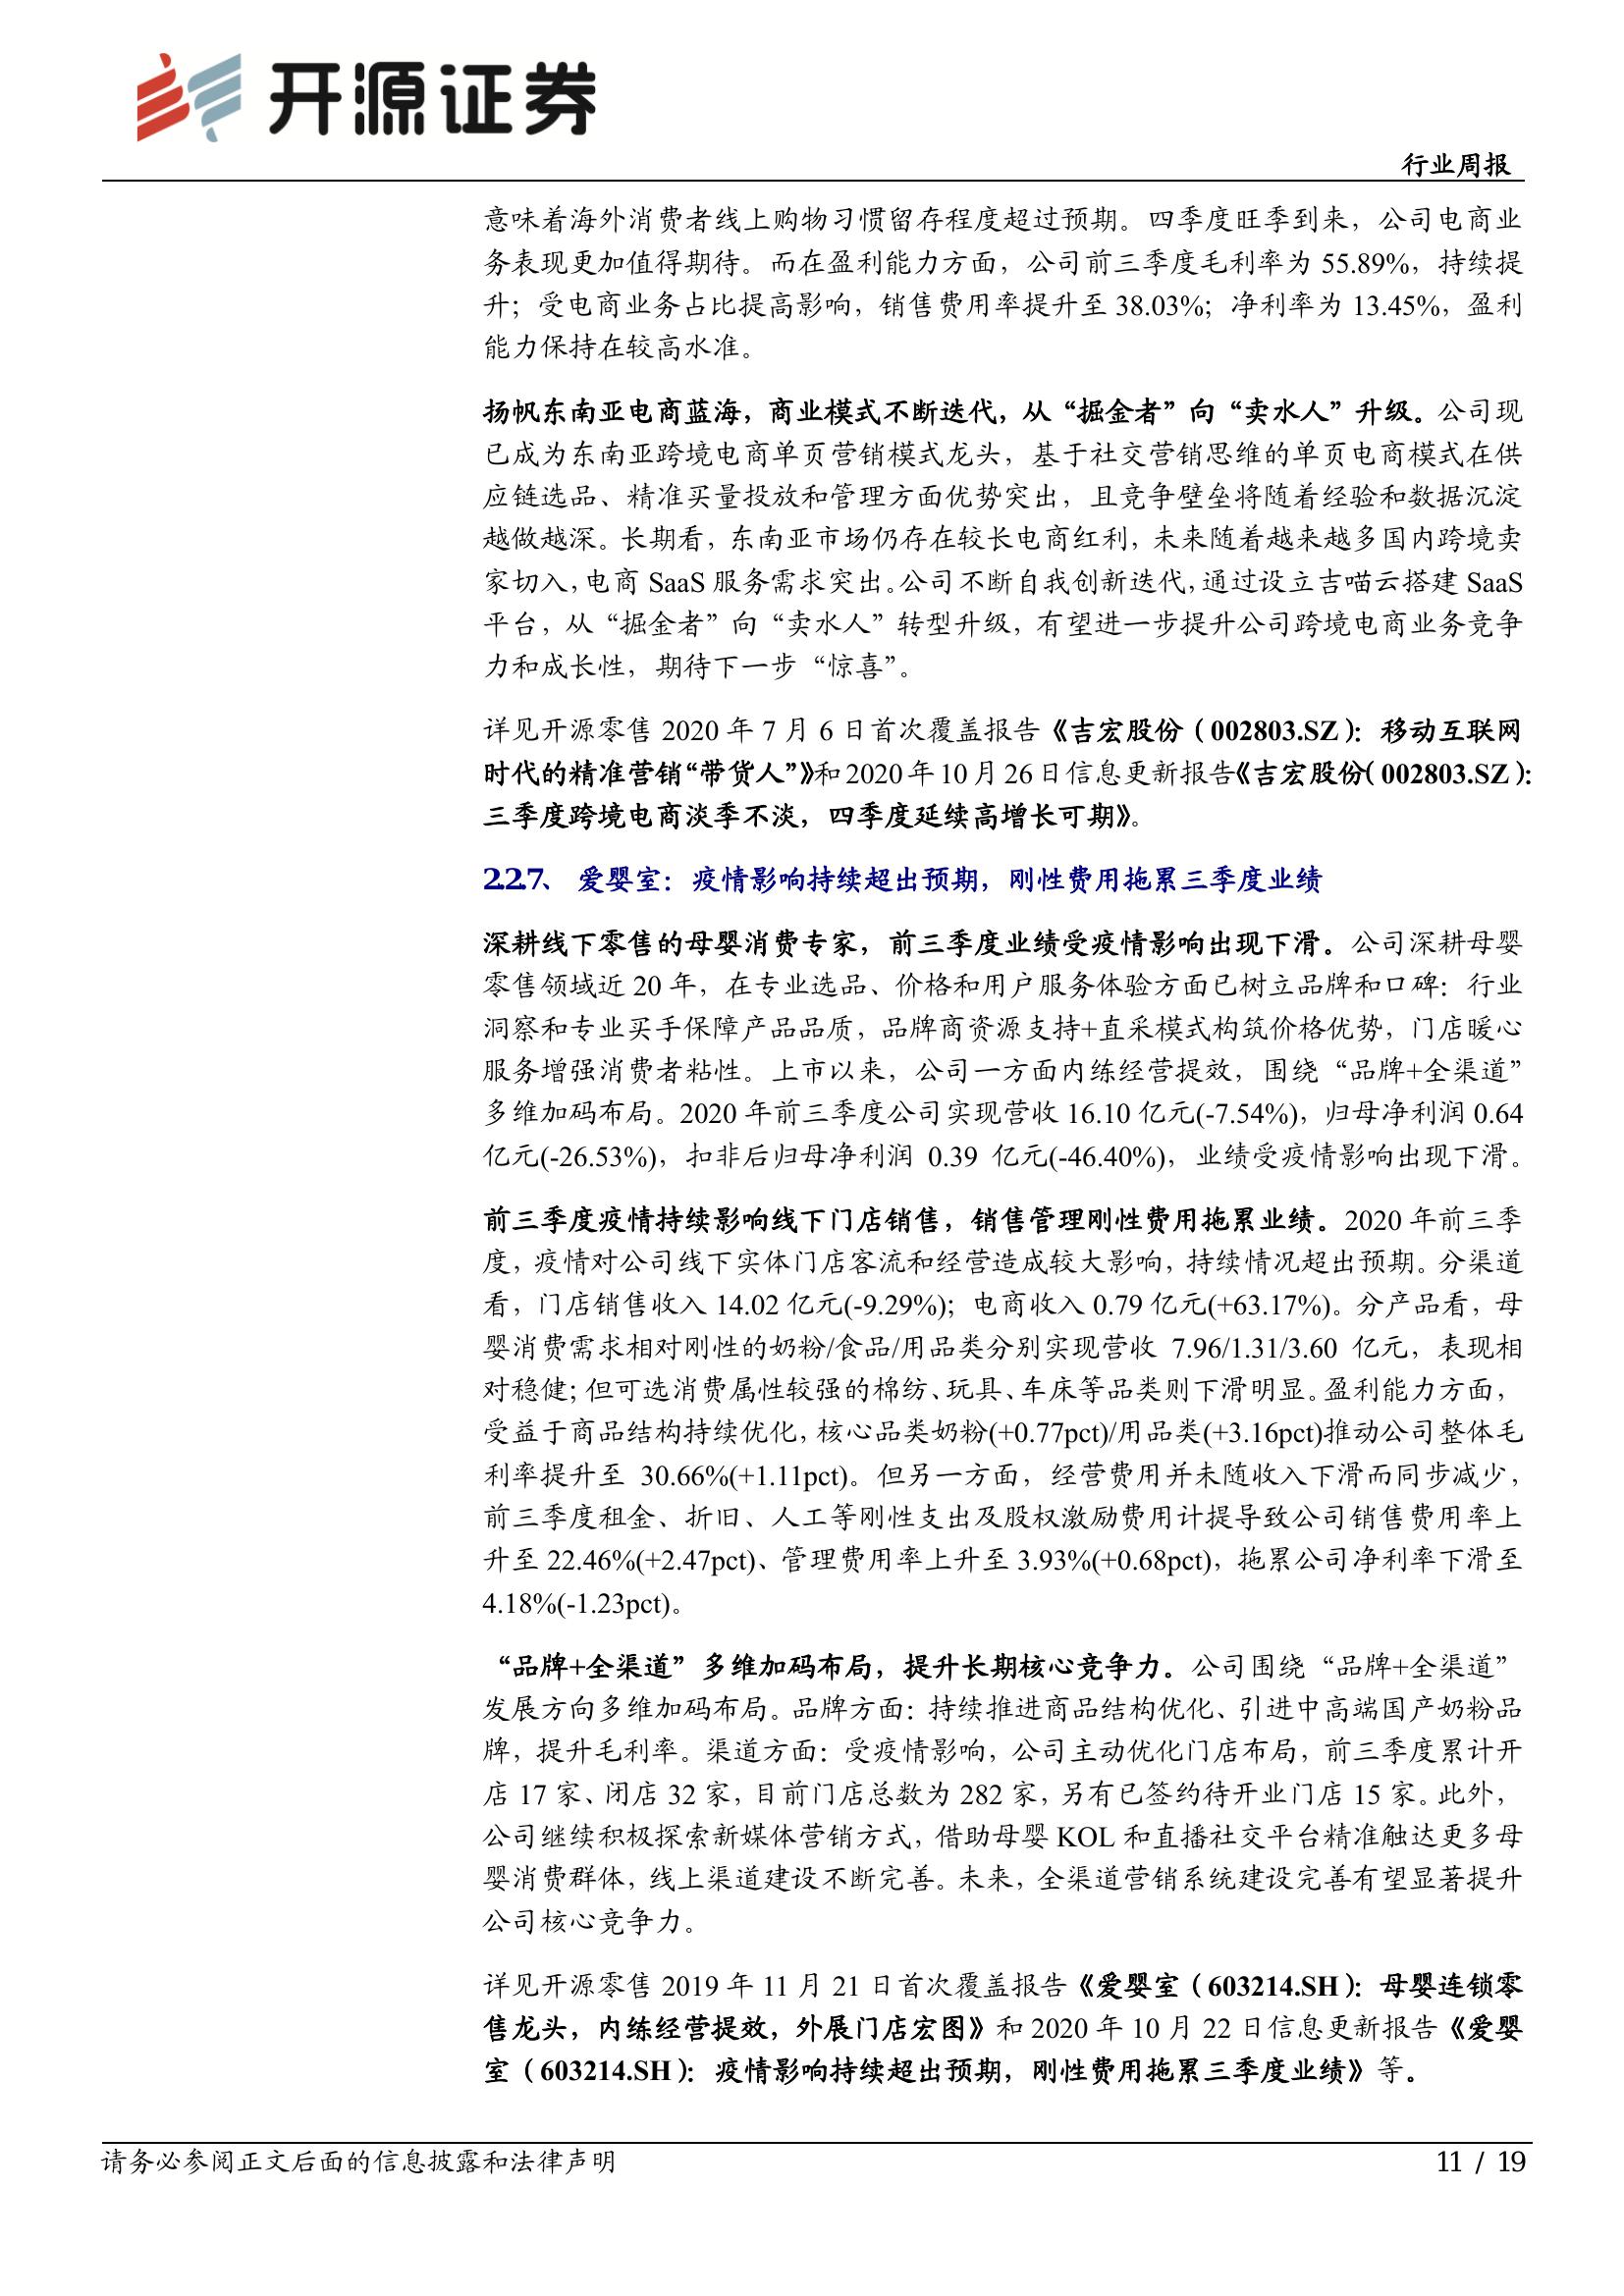 开源证券
行业周报
意味着海外消费者线上购物习惯留存程度超过预期。四季度旺季到来，公司电商业
务表现更加值得期待。而在盈利能力方面，公司前三季度毛利率为 55.89%，持续提
升；受电商业务占比提高影响，销售费用率提升至 38.03%；净利率为 13.45%，盈利
能力保持在较高水准。
扬帆东南亚电商蓝海，商业模式不断迭代，从“掘金者”向“卖水人”升级。公司现
已成为东南亚跨境电商单页营销模式龙头，基于社交营销思维的单页电商模式在供
应链选品、精准买量投放和管理方面优势突出，且竞争壁垒将随着经验和数据沉淀
越做越深。长期看，东南亚市场仍存在较长电商红利，未来随着越来越多国内跨境卖
家切入，电商 SaaS 服务需求突出。公司不断自我创新迭代，通过设立吉喵云搭建 SaaS
平台，从“掘金者”向“卖水人”转型升级，有望进一步提升公司跨境电商业务竞争
力和成长性，期待下一步“惊喜”。
详见开源零售 2020 年 7 月 6 日首次覆盖报告《吉宏股份（002803.SZ）：移动互联网
时代的精准营销“带货人”》和 2020 年 10 月 26 日信息更新报告《吉宏股份（002803.SZ）：
三季度跨境电商淡季不淡，四季度延续高增长可期》。
2.2.7、 爱婴室：疫情影响持续超出预期，刚性费用拖累三季度业绩
深耕线下零售的母婴消费专家，前三季度业绩受疫情影响出现下滑。公司深耕母婴
零售领域近 20 年，在专业选品、价格和用户服务体验方面已树立品牌和口碑：行业
洞察和专业买手保障产品品质，品牌商资源支持+直采模式构筑价格优势，门店暖心
服务增强消费者粘性。上市以来，公司一方面内练经营提效，围绕“品牌+全渠道”
多维加码布局。2020 年前三季度公司实现营收 16.10 亿元(-7.54%)，归母净利润 0.64
亿元(-26.53%)，扣非后归母净利润 0.39 亿元(-46.40%)，业绩受疫情影响出现下滑。
前三季度疫情持续影响线下门店销售，销售管理刚性费用拖累业绩。2020 年前三季
度，疫情对公司线下实体门店客流和经营造成较大影响，持续情况超出预期。分渠道
看，门店销售收入 14.02 亿元(-9.29%)；电商收入 0.79 亿元(+63.17%)。分产品看，母
婴消费需求相对刚性的奶粉/食品/用品类分别实现营收 7.96/1.31/3.60 亿元，表现相
对稳健；但可选消费属性较强的棉纺、玩具、车床等品类则下滑明显。盈利能力方面，
受益于商品结构持续优化，核心品类奶粉(+0.77pct)/用品类(+3.16pct)推动公司整体毛
利率提升至 30.66%(+1.11pct)。但另一方面，经营费用并未随收入下滑而同步减少，
前三季度租金、折旧、人工等刚性支出及股权激励费用计提导致公司销售费用率上
升至 22.46%(+2.47pct)、管理费用率上升至 3.93%(+0.68pct)，拖累公司净利率下滑至
4.18%(-1.23pct)。
“品牌+全渠道”多维加码布局，提升长期核心竞争力。公司围绕“品牌+全渠道”
发展方向多维加码布局。品牌方面：持续推进商品结构优化、引进中高端国产奶粉品
牌，提升毛利率。渠道方面：受疫情影响，公司主动优化门店布局，前三季度累计开
店 17 家、闭店 32 家，目前门店总数为 282 家，另有已签约待开业门店 15 家。此外，
公司继续积极探索新媒体营销方式，借助母婴 KOL 和直播社交平台精准触达更多母
婴消费群体，线上渠道建设不断完善。未来，全渠道营销系统建设完善有望显著提升
公司核心竞争力。
详见开源零售 2019 年 11 月 21 日首次覆盖报告《爱婴室（603214.SH）：母婴连锁零
售龙头，内练经营提效，外展门店宏图》和 2020 年 10 月 22 日信息更新报告《爱婴
室（603214.SH）：疫情影响持续超出预期，刚性费用拖累三季度业绩》等。
请务必参阅正文后面的信息披露和法律声明
11 / 19